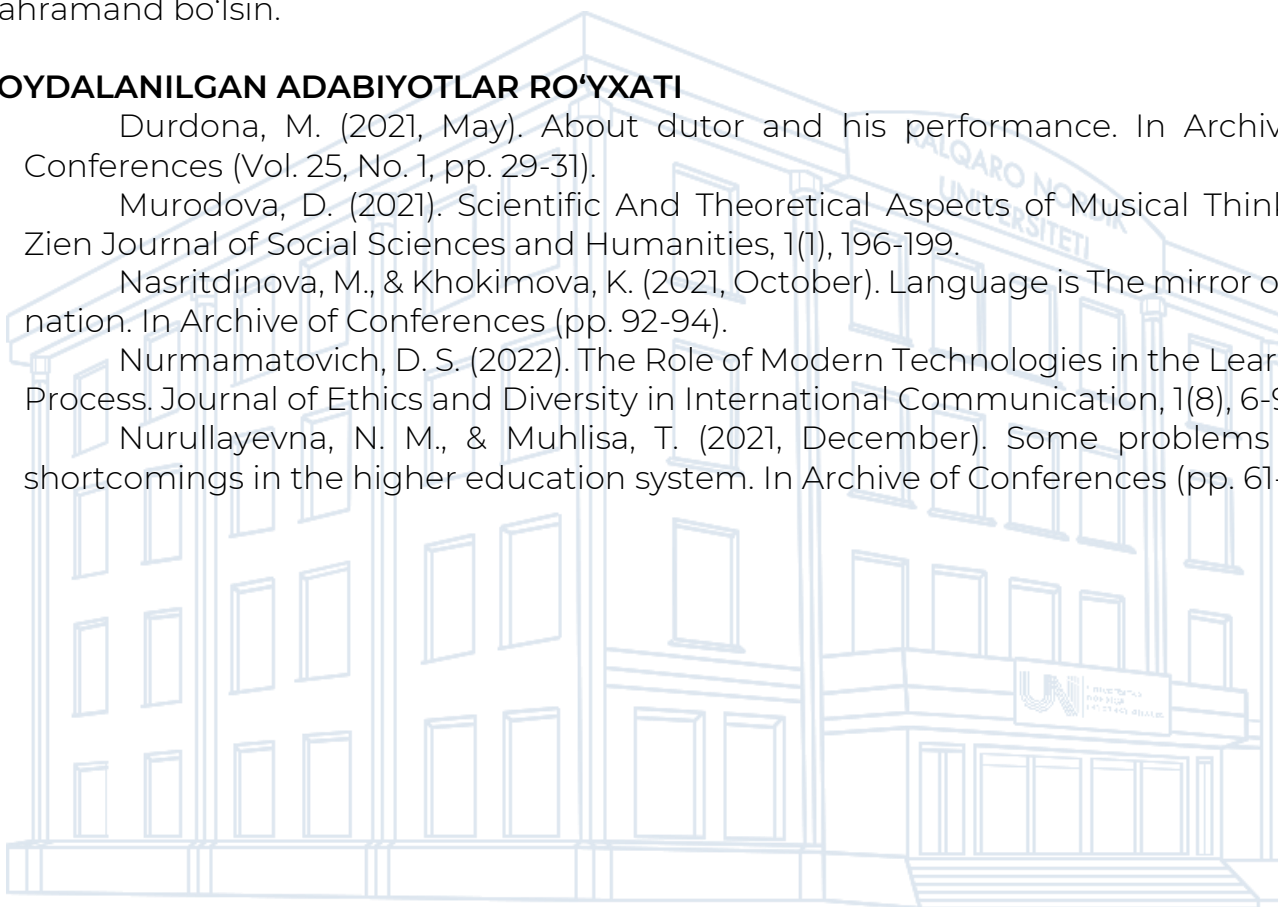 ahramand bo‘lsin.
OYDALANILGAN ADABIYOTLAR RO‘YXATI
Durdona, M. (2021, May). About dutor and his performance. In Archiv
Conferences (Vol. 25, No. 1, pp. 29-31).
Murodova, D. (2021). Scientific And Theoretical Aspects of Musical Think
Zien Journal of Social Sciences and Humanities, 1(1), 196-199.
Nasritdinova, M., & Khokimova, K. (2021, October). Language is The mirror o
nation. In Archive of Conferences (pp. 92-94).
Nurmamatovich, D. S. (2022). The Role of Modern Technologies in the Lear
Process. Journal of Ethics and Diversity in International Communication, 1(8), 6-9
Nurullayevna, N. M., & Muhlisa, T. (2021, December). Some problems
shortcomings in the higher education system. In Archive of Conferences (pp. 61-
XALQARO NORDIK
UNIVERSITETI
UN